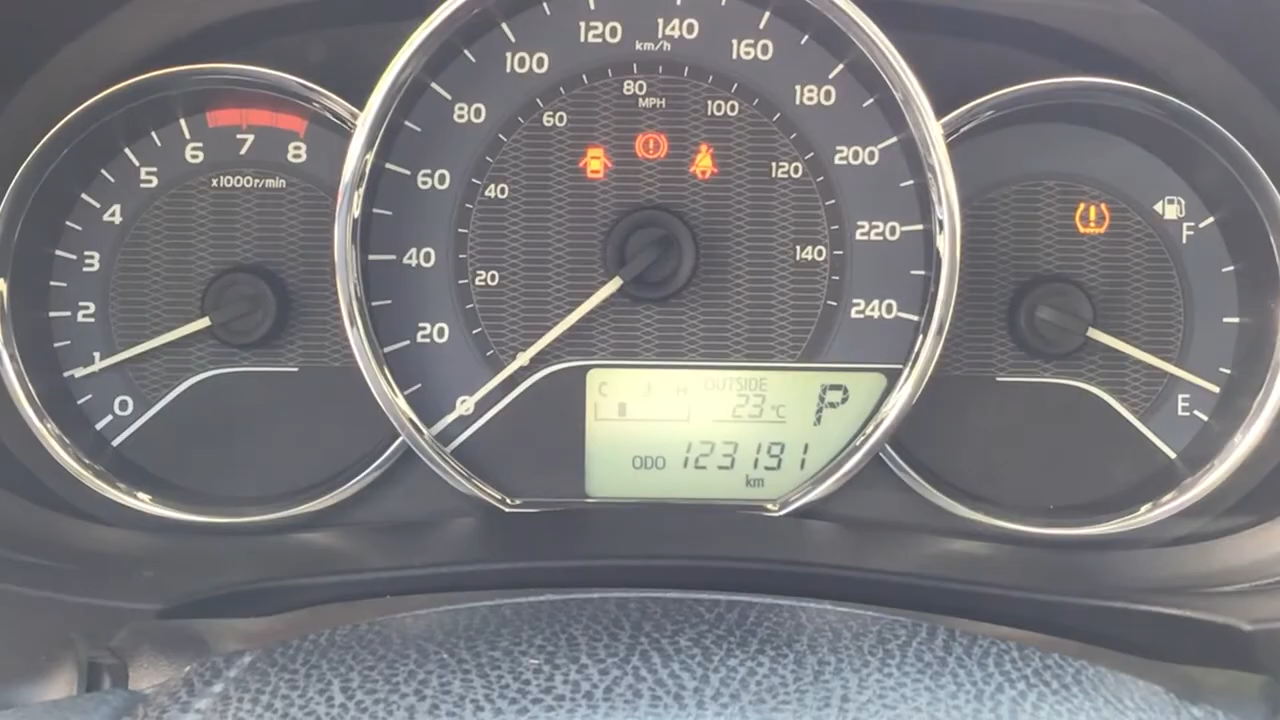 0 1 2 3 4 5 6 7 8
x1000r/min
0 20 40 60 80 100 120 140 160 180 200 220 240
km/h
20 40 60 80 100 120 140
MPH
C H
OUTSIDE
23 °C
P
ODO 123191
km
F
E